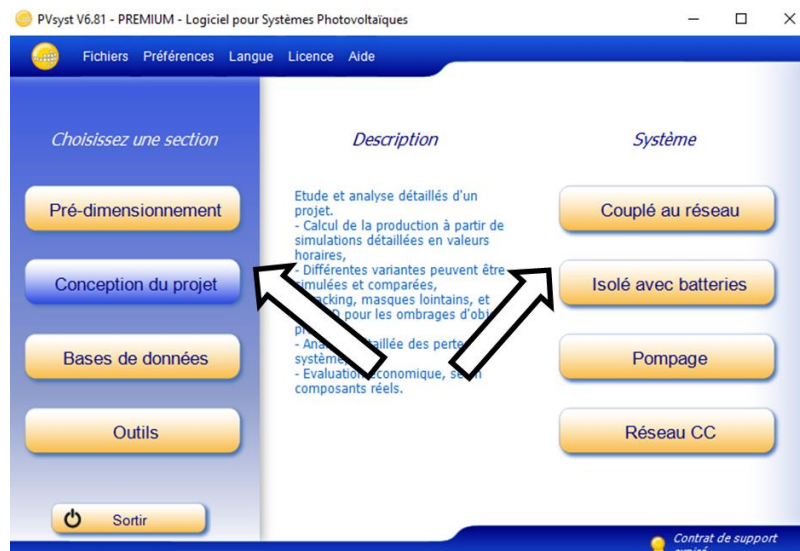 PVsyst V6.81 - PREMIUM - Logiciel pour Systèmes Photovoltaïques
Fichiers Préférences Langue Licence Aide
Choisissez une section
Pré-dimensionnement
Conception du projet
Bases de données
Outils
Sortir
Description
Etude et analyse détaillés d'un
projet.
- Calcul de la production à partir de
simulations détaillées en valeurs
horaires,
- Différentes variantes peuvent être
simulées et comparées,
masques lointains, et
pour les ombrages
système
- Evaluation économique,
composants réels.
Système
Couplé au réseau
Isolé avec batteries
Pompage
Réseau CC
Contrat de support